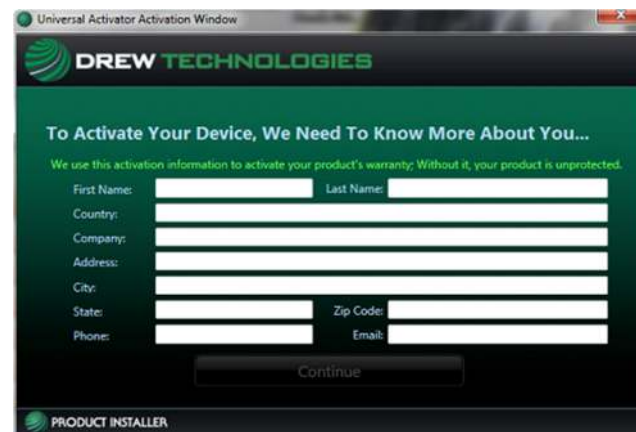 Universal Activator Activation Window
DREW TECHNOLOGIES
To Activate Your Device, We Need To Know More About You...
We use this activation information to activate your product's warranty; Without it, your product is unprotected.
First Name: Last Name:
Country:
Company:
Address:
City:
State: Zip Code:
Phone: Email:
Continue
PRODUCT INSTALLER